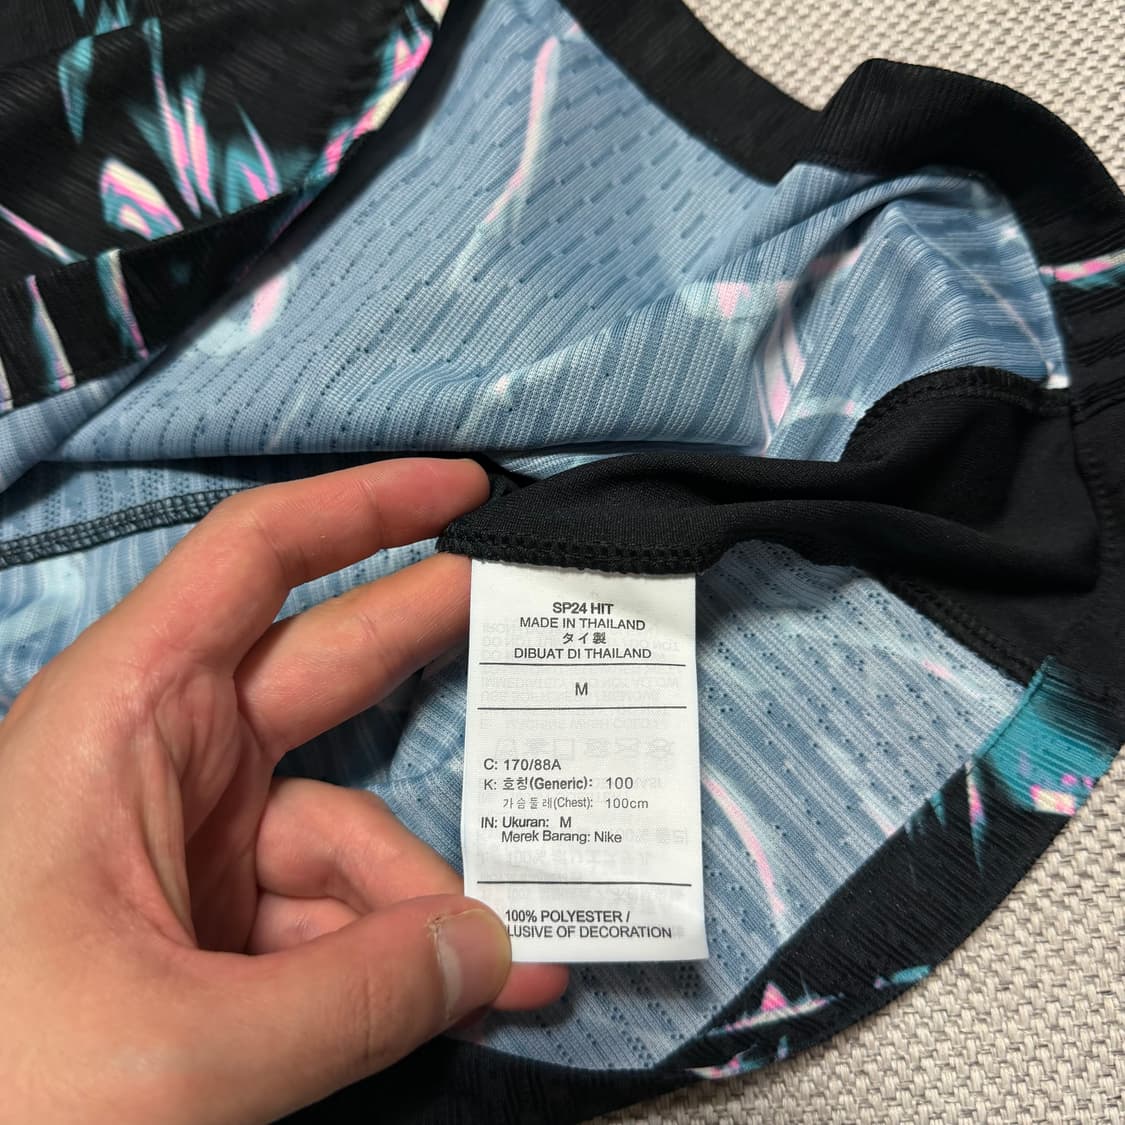 SP24 HIT
MADE IN THAILAND
タイ製
DIBUAT DI THAILAND
M
C: 170/88A
K: 호칭(Generic): 100
가슴둘레(Chest): 100cm
IN: Ukuran: M
Merek Barang: Nike
100% POLYESTER /
LUSIVE OF DECORATION